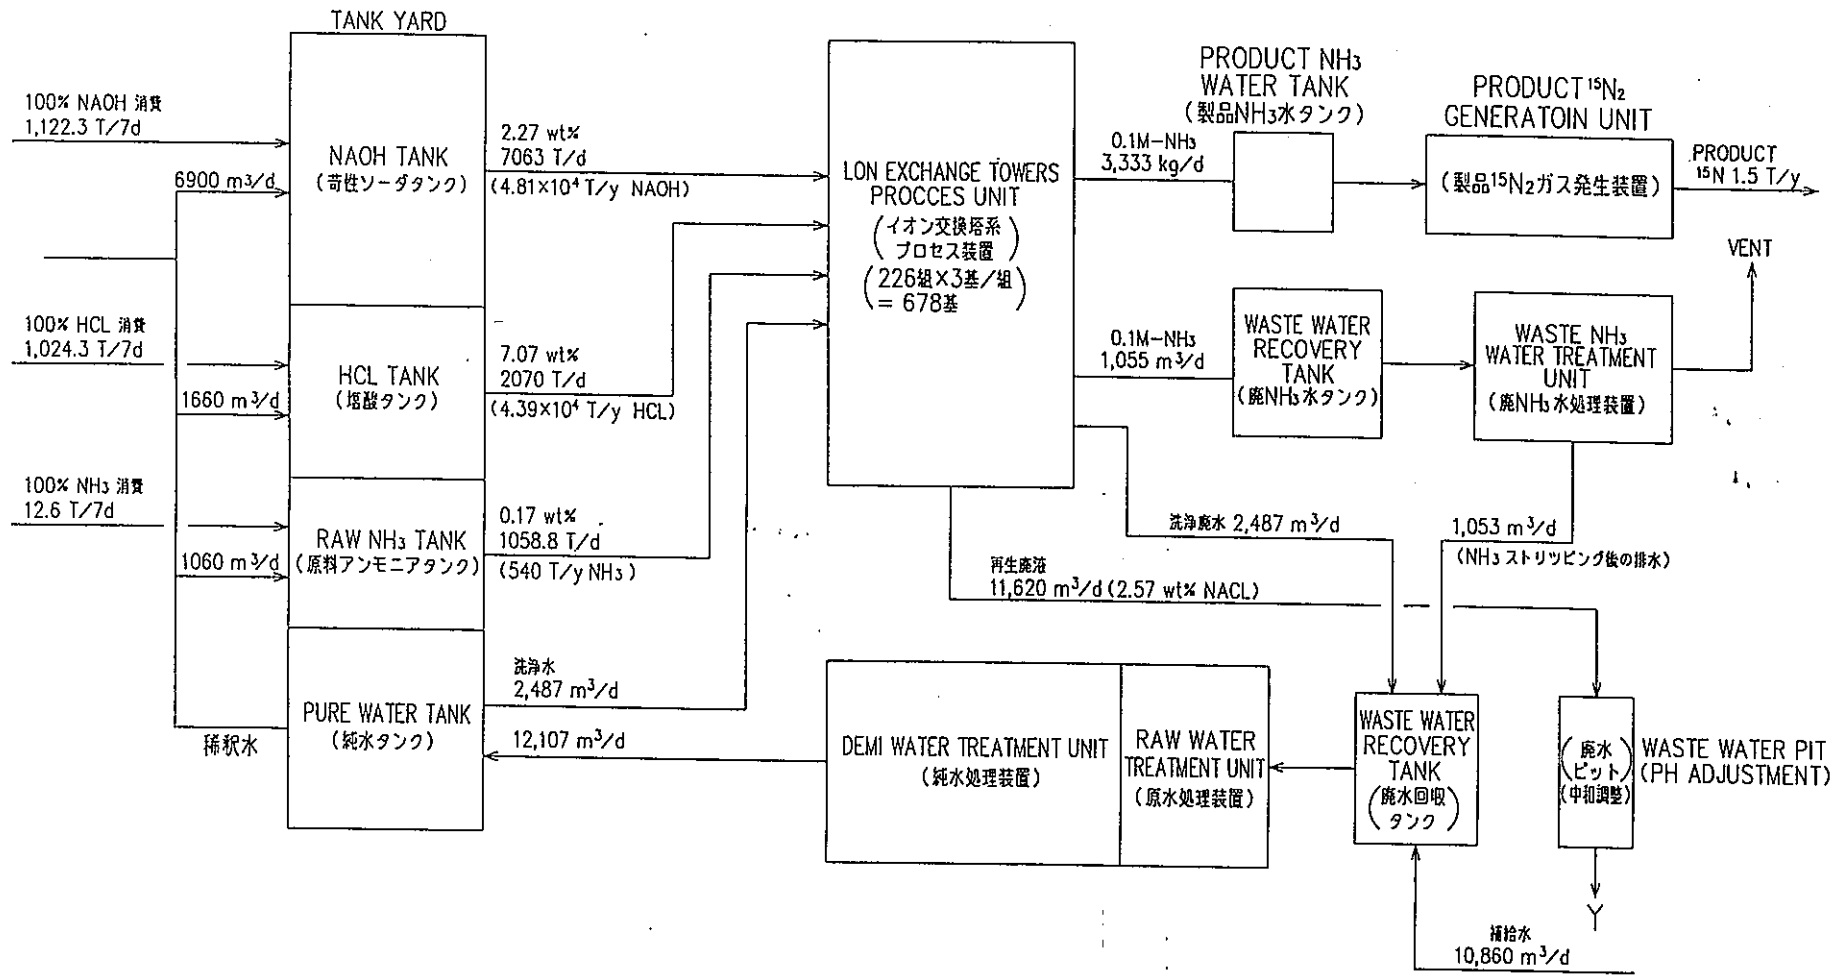 TANK YARD
100% NAOH 消費
1,122.3 T/7d
6900 m³/d
NAOH TANK
(苛性ソーダタンク)
2.27 wt%
7063 T/d
(4.81×10⁴ T/y NAOH)
100% HCL 消費
1,024.3 T/7d
1660 m³/d
HCL TANK
(塩酸タンク)
7.07 wt%
2070 T/d
(4.39×10⁴ T/y HCL)
100% NH₃ 消費
12.6 T/7d
1060 m³/d
RAW NH₃ TANK
(原料アンモニアタンク)
0.17 wt%
1058.8 T/d
(540 T/y NH₃)
PURE WATER TANK
(純水タンク)
稀釈水
洗浄水
2,487 m³/d
12,107 m³/d
LON EXCHANGE TOWERS
PROCCES UNIT
(イオン交換塔系
プロセス装置)
(226組×3基/組
= 678基)
0.1M-NH₃
3,333 kg/d
PRODUCT NH₃
WATER TANK
(製品NH₃水タンク)
PRODUCT ¹⁵N₂
GENERATOIN UNIT
(製品¹⁵N₂ガス発生装置)
PRODUCT
¹⁵N 1.5 T/y
0.1M-NH₃
1,055 m³/d
WASTE WATER
RECOVERY
TANK
(廃NH₃水タンク)
WASTE NH₃
WATER TREATMENT
UNIT
(廃NH₃水処理装置)
VENT
洗浄廃水 2,487 m³/d
1,053 m³/d
(NH₃ ストリツピング後の排水)
再生廃液
11,620 m³/d (2.57 wt% NACL)
DEMI WATER TREATMENT UNIT
(純水処理装置)
RAW WATER
TREATMENT UNIT
(原水処理装置)
WASTE WATER
RECOVERY
TANK
(廃水回収
タンク)
(廃水
ピット)
(中和調整)
WASTE WATER PIT
(PH ADJUSTMENT)
補給水
10,860 m³/d